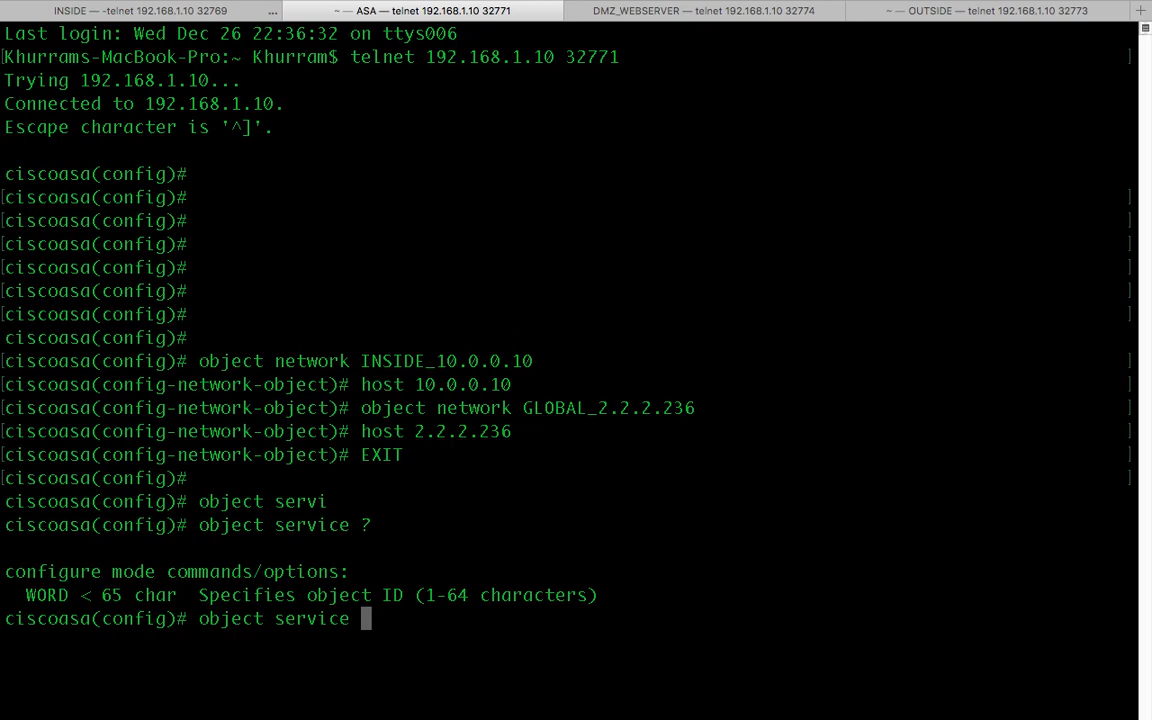 INSIDE — -telnet 192.168.1.10 32769 ... ~ — ASA — telnet 192.168.1.10 32771 DMZ_WEBSERVER — telnet 192.168.1.10 32774 ~ — OUTSIDE — telnet 192.168.1.10 32773 +
Last login: Wed Dec 26 22:36:32 on ttys006
[Khurrams-MacBook-Pro:~ Khurram$ telnet 192.168.1.10 32771 ]
Trying 192.168.1.10...
Connected to 192.168.1.10.
Escape character is '^]'.
ciscoasa(config)#
[ciscoasa(config)# ]
[ciscoasa(config)# ]
[ciscoasa(config)# ]
[ciscoasa(config)# ]
[ciscoasa(config)# ]
[ciscoasa(config)# ]
ciscoasa(config)#
[ciscoasa(config)# object network INSIDE_10.0.0.10 ]
[ciscoasa(config-network-object)# host 10.0.0.10 ]
[ciscoasa(config-network-object)# object network GLOBAL_2.2.2.236 ]
[ciscoasa(config-network-object)# host 2.2.2.236 ]
[ciscoasa(config-network-object)# EXIT ]
[ciscoasa(config)# ]
ciscoasa(config)# object servi
ciscoasa(config)# object service ?
configure mode commands/options:
WORD < 65 char Specifies object ID (1-64 characters)
ciscoasa(config)# object service